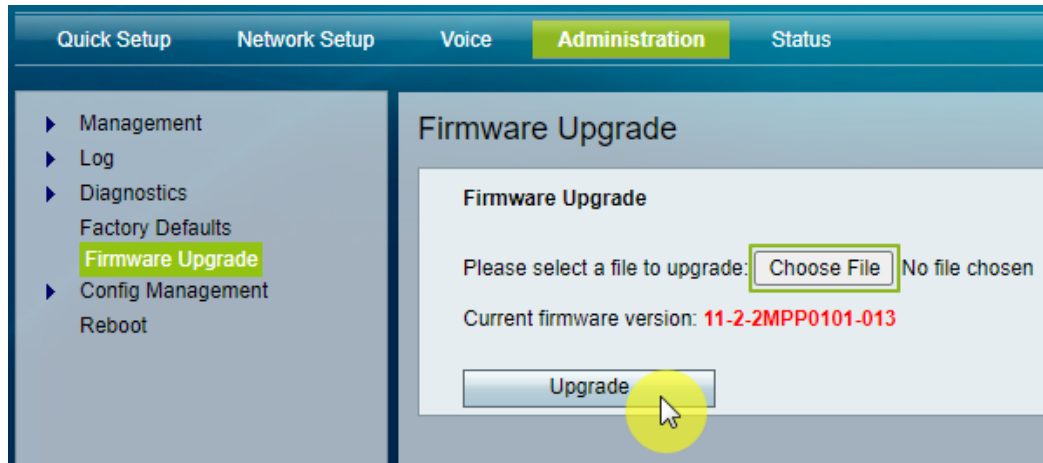 Quick Setup Network Setup Voice Administration Status
Management
Log
Diagnostics
Factory Defaults
Firmware Upgrade
Config Management
Reboot
Firmware Upgrade
Firmware Upgrade
Please select a file to upgrade: Choose File No file chosen
Current firmware version: 11-2-2MPP0101-013
Upgrade